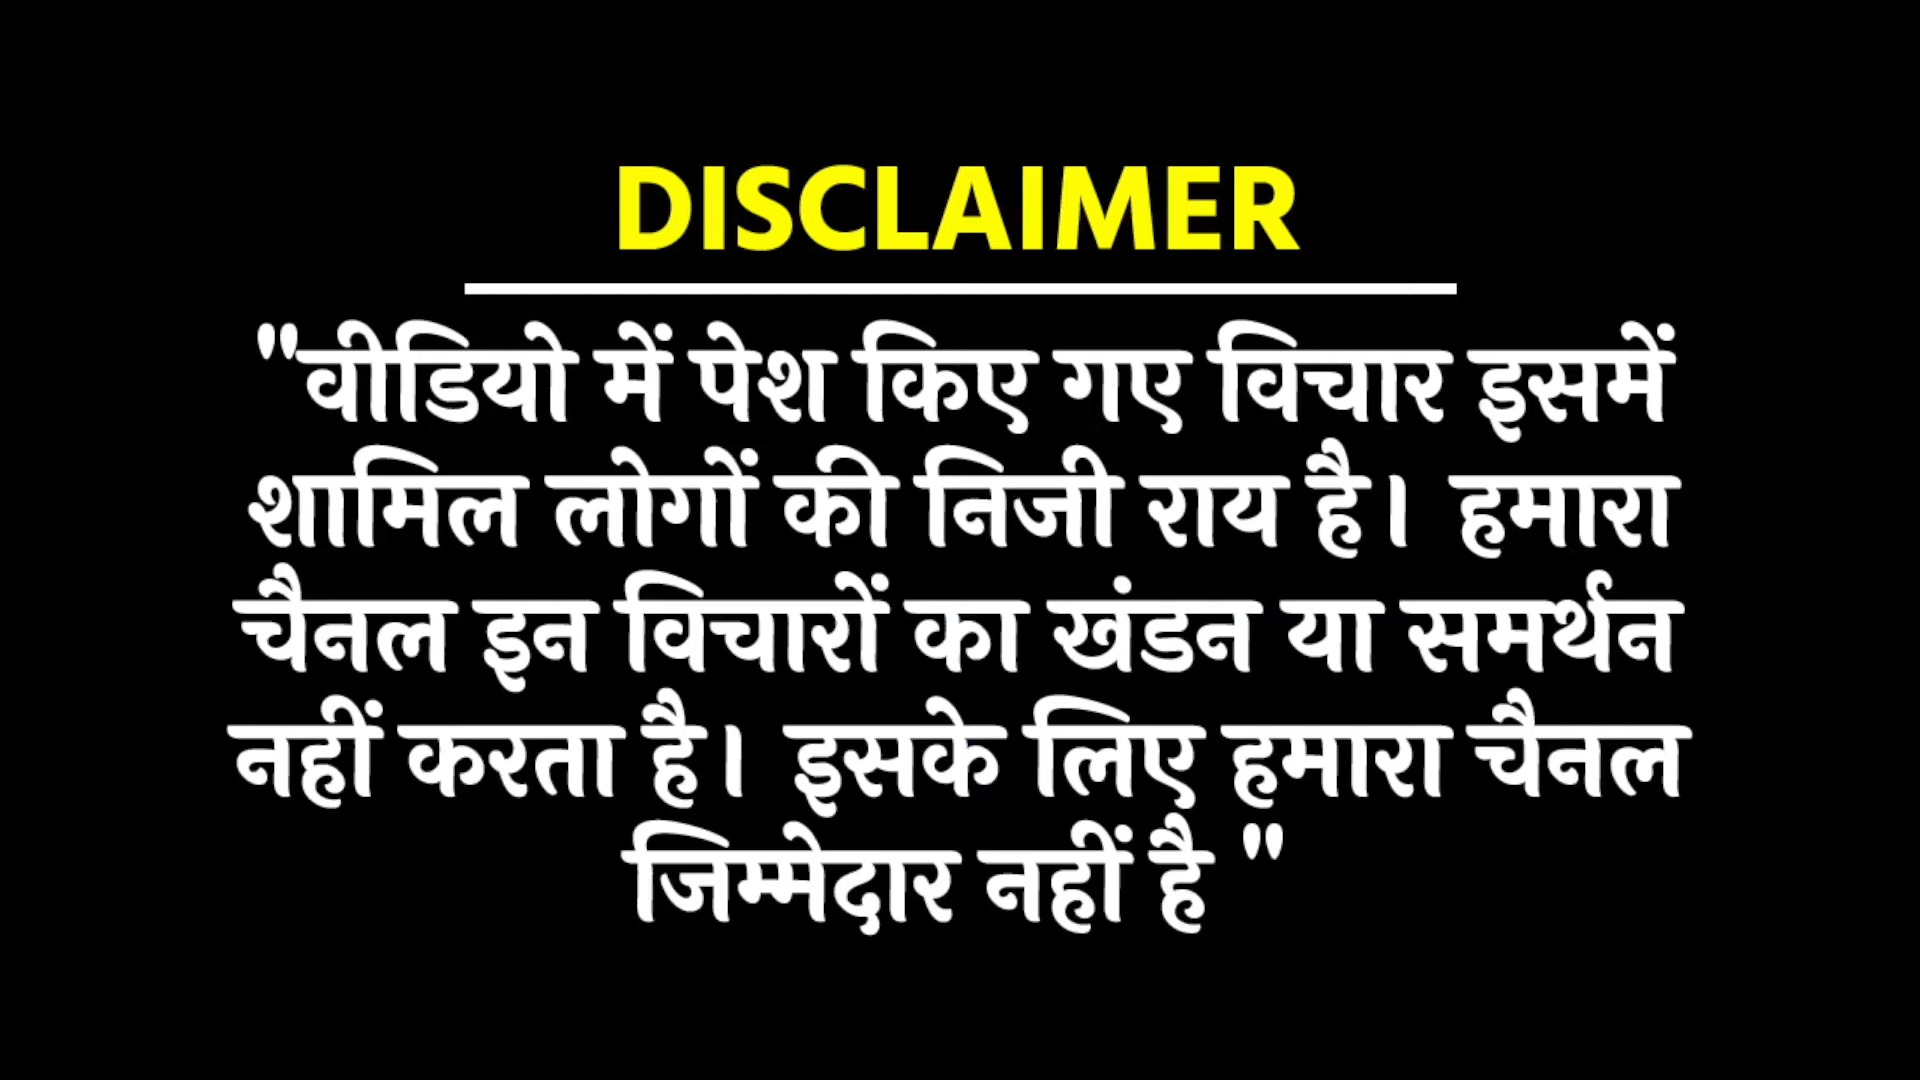 DISCLAIMER
"वीडियो में पेश किए गए विचार इसमें
शामिल लोगों की निजी राय है। हमारा
चैनल इन विचारों का खंडन या समर्थन
नहीं करता है। इसके लिए हमारा चैनल
जिम्मेदार नहीं है "